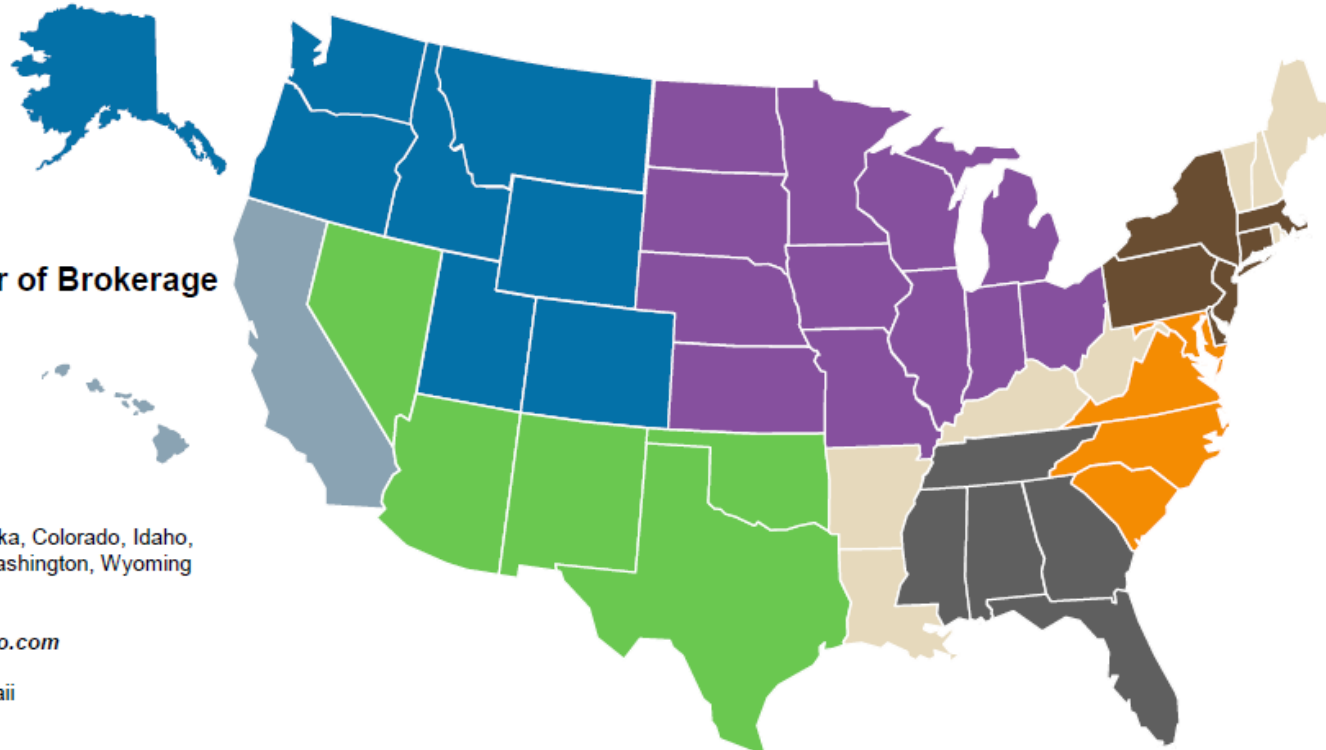 r of Brokerage
ka, Colorado, Idaho,
ashington, Wyoming
o.com
aii